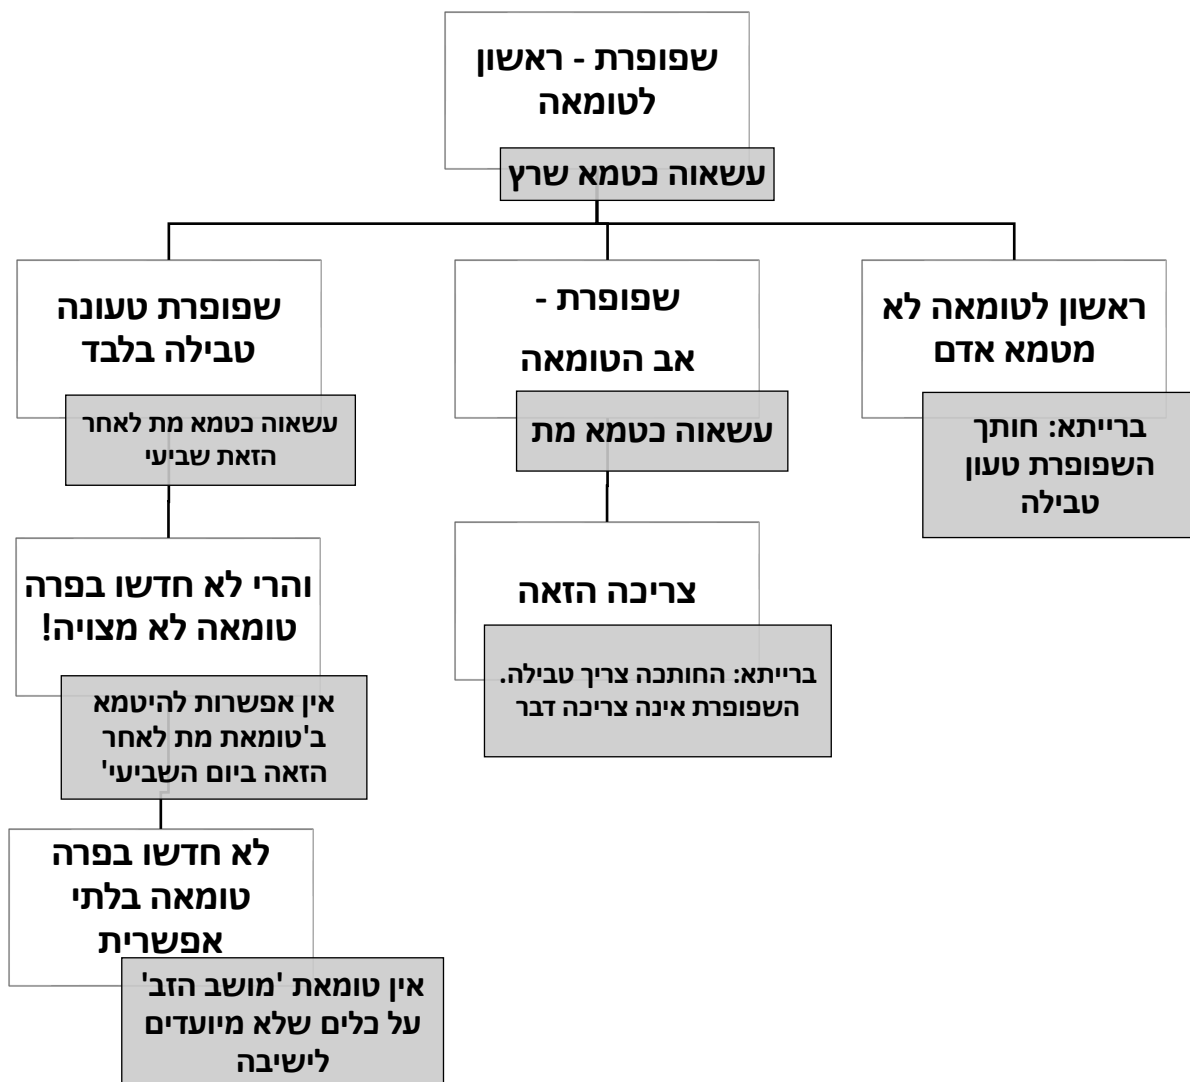 שפופרת - ראשון
לטומאה
עשאוה כטמא שרץ
ראשון לטומאה לא
מטמא אדם
ברייתא: חותך
השפופרת טעון
טבילה
שפופרת -
אב הטומאה
עשאוה כטמא מת
צריכה הזאה
ברייתא: החותכה צריך טבילה.
השפופרת אינה צריכה דבר
שפופרת טעונה
טבילה בלבד
עשאוה כטמא מת לאחר
הזאת שביעי
והרי לא חדשו בפרה
טומאה לא מצויה!
אין אפשרות להיטמא
ב'טומאת מת לאחר
הזאה ביום השביעי'
לא חדשו בפרה
טומאה בלתי
אפשרית
אין טומאת 'מושב הזב'
על כלים שלא מיועדים
לישיבה